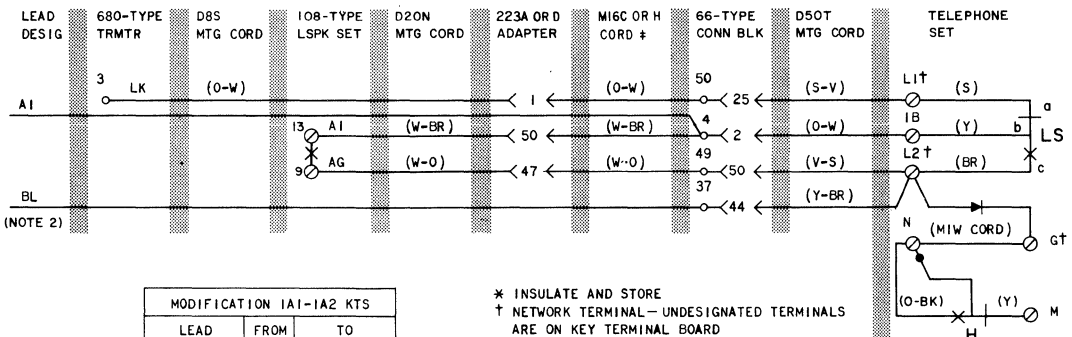 LEAD DESIG
680-TYPE TRMTR
D8S MTG CORD
108-TYPE LSPK SET
D20N MTG CORD
223A OR D ADAPTER
M16C OR H CORD ‡
66-TYPE CONN BLK
D50T MTG CORD
TELEPHONE SET
3 LK (O-W) 1 (O-W) 50 25 (S-V) L1† (S) a
A1 4 1B b LS
13 A1 (W-BR) 50 (W-BR) 2 (O-W) (Y)
9 AG (W-O) 47 (W-O) 49 50 (V-S) L2† (BR) c
BL 37 44 (Y-BR)
(NOTE 2)
N (MIW CORD) G†
(O-BK) (Y) M
H
MODIFICATION 1A1-1A2 KTS
LEAD FROM TO
* INSULATE AND STORE
† NETWORK TERMINAL—UNDESIGNATED TERMINALS
ARE ON KEY TERMINAL BOARD